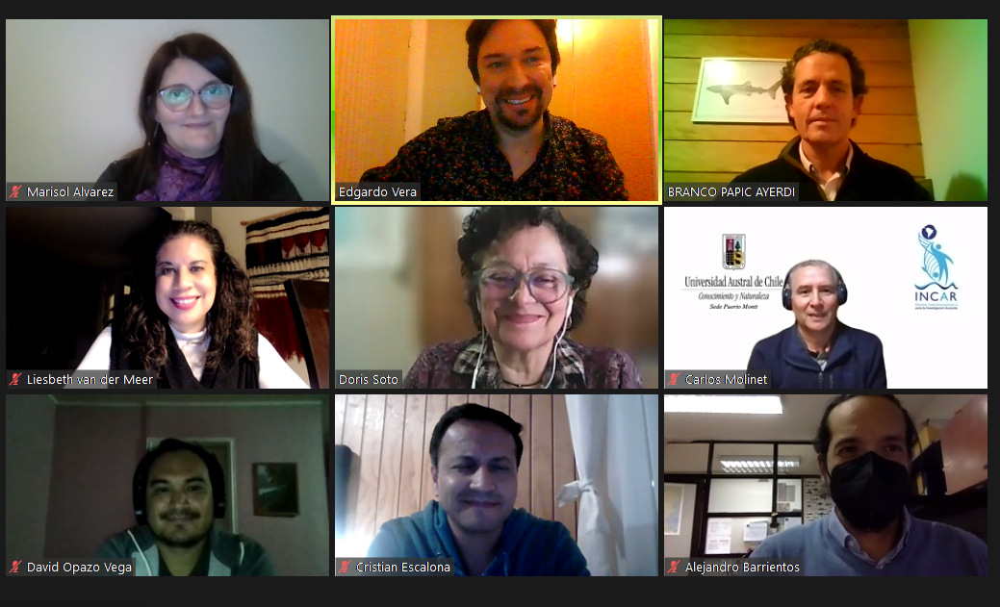 Marisol Alvarez
Edgardo Vera
BRANCO PAPIC AYERDI
Liesbeth van der Meer
Doris Soto
Universidad Austral de Chile
Conocimiento y Naturaleza
Sede Puerto Montt
INCAR
Carlos Molinet
David Opazo Vega
Cristian Escalona
Alejandro Barrientos